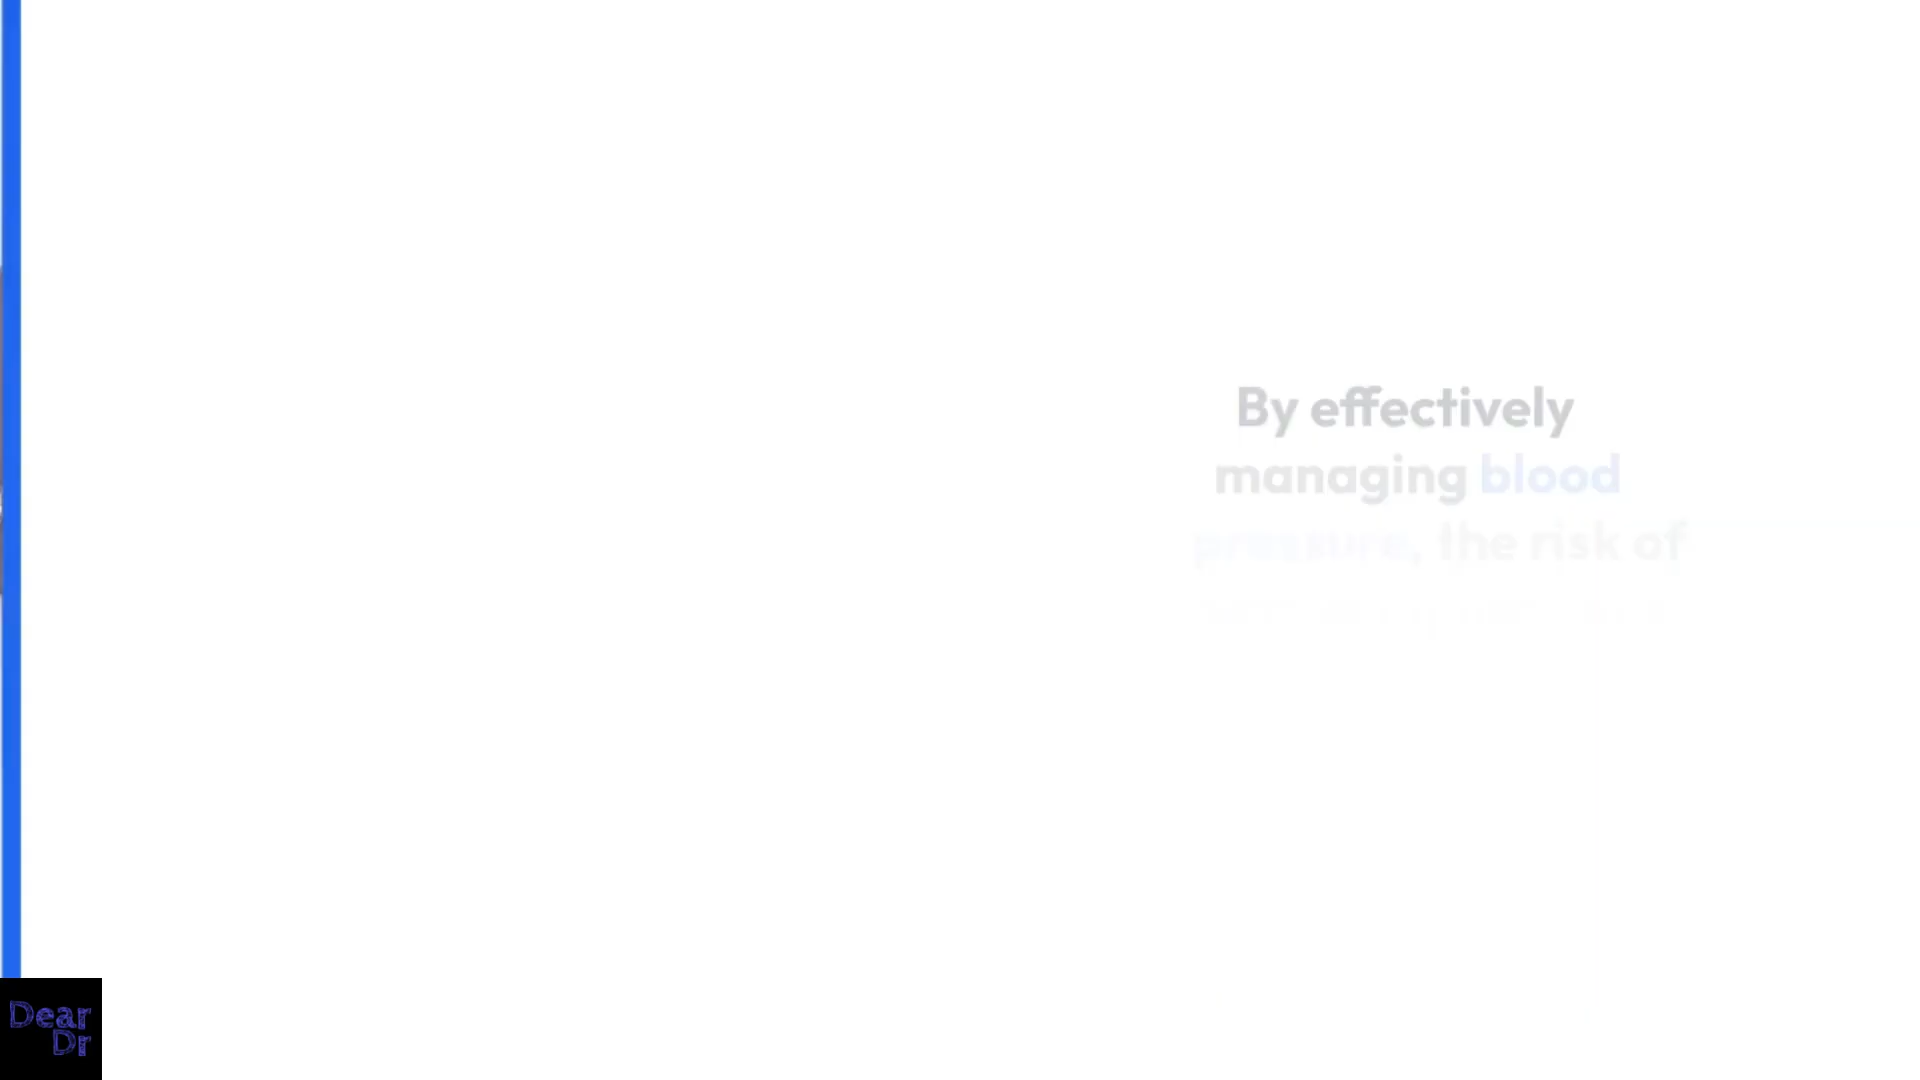 By effectively
managing blood
pressure, the risk of
Dear
Dr